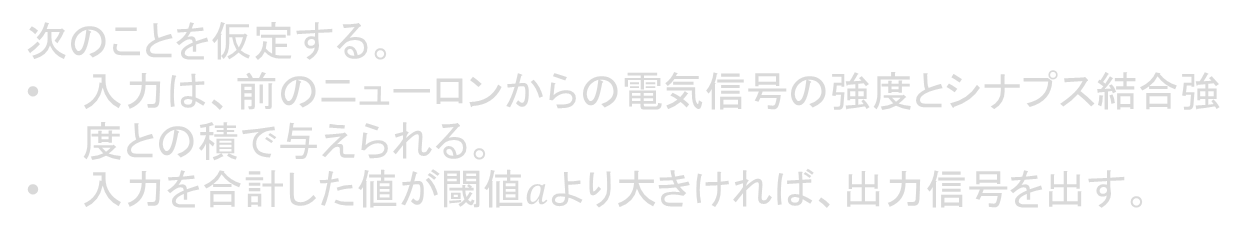 次のことを仮定する。
• 入力は、前のニューロンからの電気信号の強度とシナプス結合強
度との積で与えられる。
• 入力を合計した値が閾値aより大きければ、出力信号を出す。